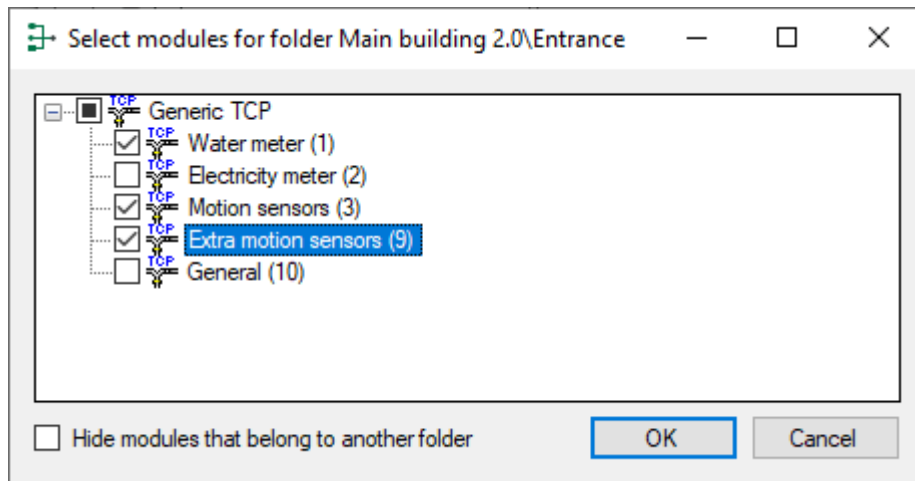 Select modules for folder Main building 2.0\Entrance
TCP Generic TCP
TCP Water meter (1)
TCP Electricity meter (2)
TCP Motion sensors (3)
TCP Extra motion sensors (9)
TCP General (10)
Hide modules that belong to another folder
OK
Cancel